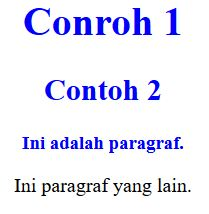 Conroh 1
Contoh 2
Ini adalah paragraf.
Ini paragraf yang lain.